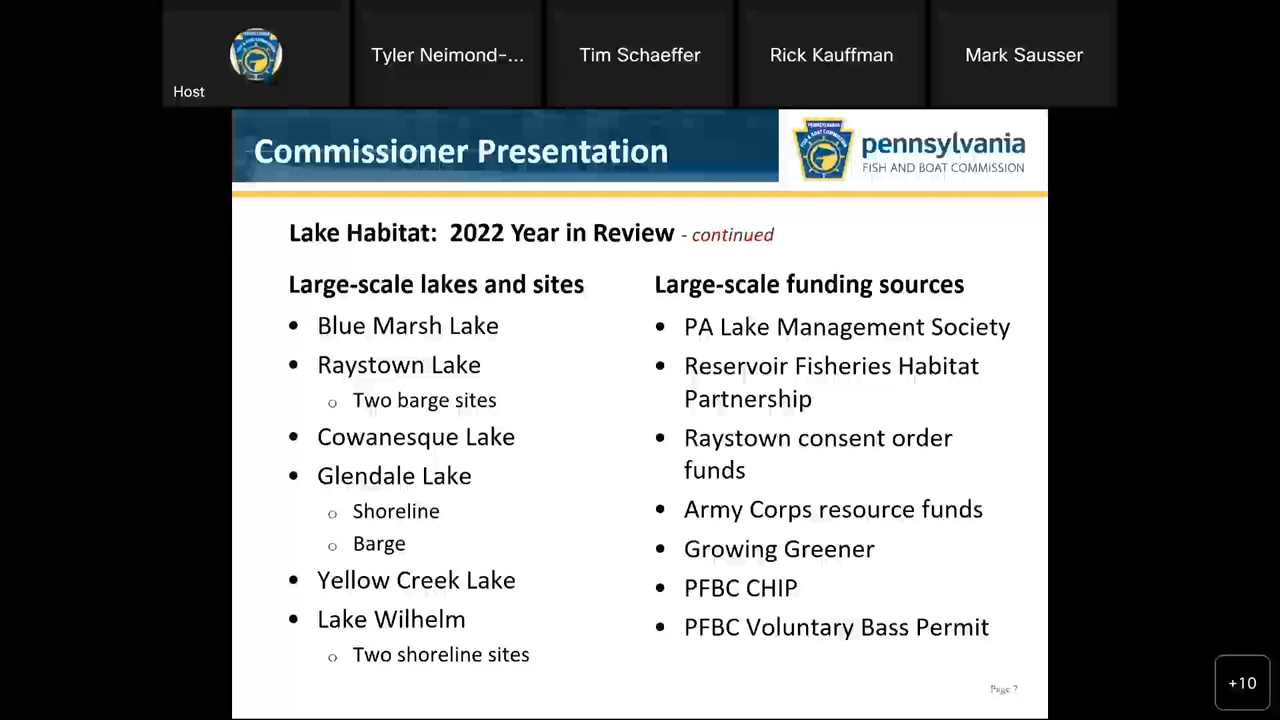 Host
Tyler Neimond-...
Tim Schaeffer
Rick Kauffman
Mark Sausser
Commissioner Presentation
pennsylvania
FISH AND BOAT COMMISSION
Lake Habitat: 2022 Year in Review - continued
Large-scale lakes and sites
• Blue Marsh Lake
• Raystown Lake
o Two barge sites
• Cowanesque Lake
• Glendale Lake
o Shoreline
o Barge
• Yellow Creek Lake
• Lake Wilhelm
o Two shoreline sites
Large-scale funding sources
• PA Lake Management Society
• Reservoir Fisheries Habitat
Partnership
• Raystown consent order
funds
• Army Corps resource funds
• Growing Greener
• PFBC CHIP
• PFBC Voluntary Bass Permit
Page 7
+10